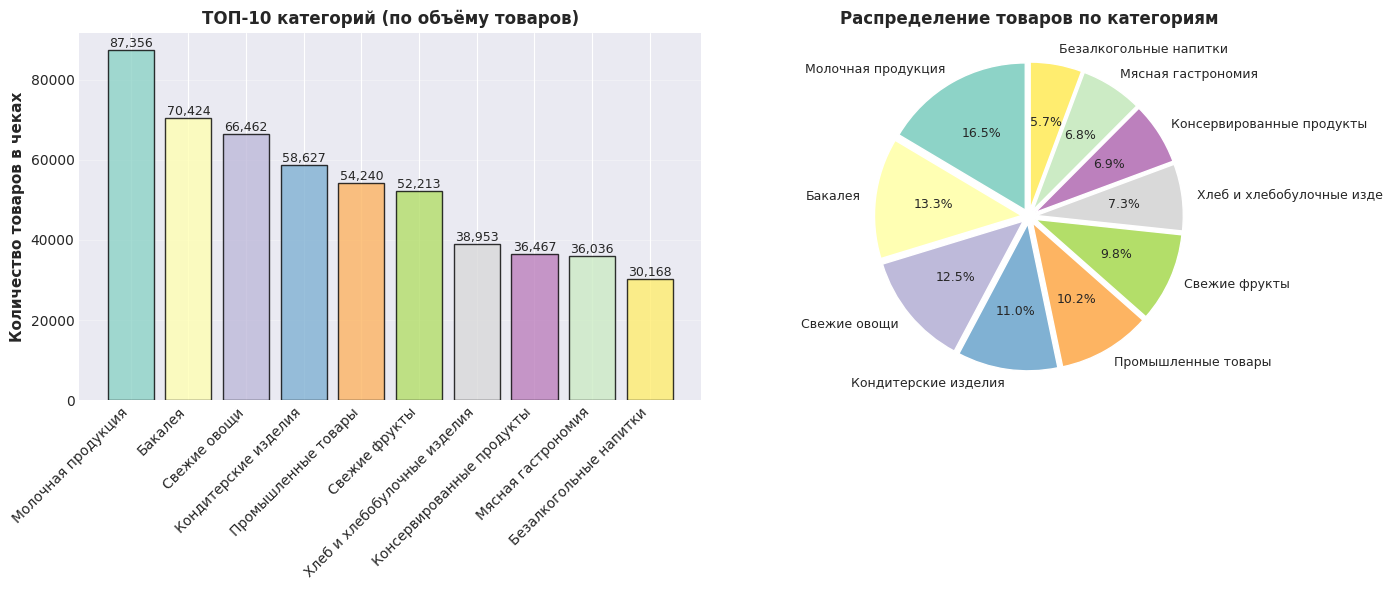 ТОП-10 категорий (по объёму товаров)
Количество товаров в чеках
80000
60000
40000
20000
0
87,356
70,424
66,462
58,627
54,240
52,213
38,953
36,467
36,036
30,168
Молочная продукция
Бакалея
Свежие овощи
Кондитерские изделия
Промышленные товары
Свежие фрукты
Хлеб и хлебобулочные изделия
Консервированные продукты
Мясная гастрономия
Безалкогольные напитки
Распределение товаров по категориям
Молочная продукция
16.5%
Бакалея
13.3%
Свежие овощи
12.5%
Кондитерские изделия
11.0%
Промышленные товары
10.2%
Свежие фрукты
9.8%
Хлеб и хлебобулочные изде
7.3%
Консервированные продукты
6.9%
Мясная гастрономия
6.8%
Безалкогольные напитки
5.7%